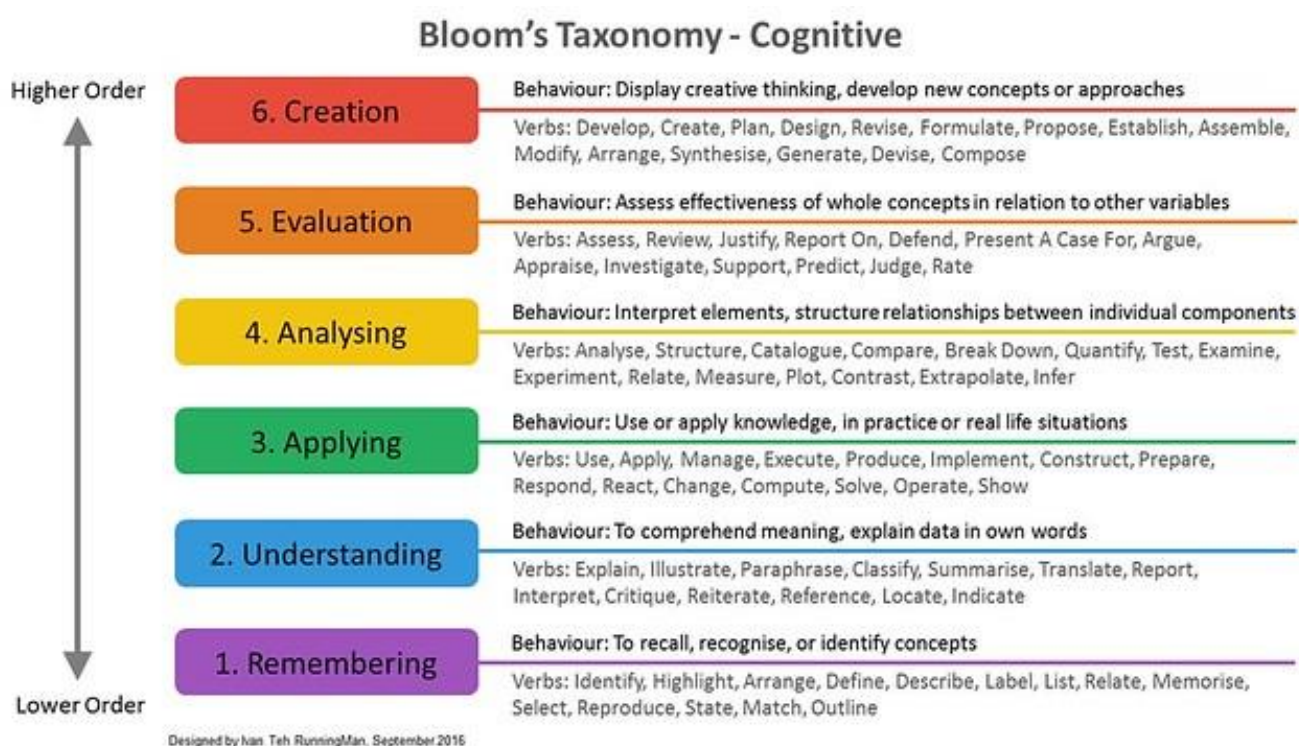 Bloom's Taxonomy - Cognitive
Higher Order
6. Creation
Behaviour: Display creative thinking, develop new concepts or approaches
Verbs: Develop, Create, Plan, Design, Revise, Formulate, Propose, Establish, Assemble,
Modify, Arrange, Synthesise, Generate, Devise, Compose
5. Evaluation
Behaviour: Assess effectiveness of whole concepts in relation to other variables
Verbs: Assess, Review, Justify, Report On, Defend, Present A Case For, Argue,
Appraise, Investigate, Support, Predict, Judge, Rate
4. Analysing
Behaviour: Interpret elements, structure relationships between individual components
Verbs: Analyse, Structure, Catalogue, Compare, Break Down, Quantify, Test, Examine,
Experiment, Relate, Measure, Plot, Contrast, Extrapolate, Infer
3. Applying
Behaviour: Use or apply knowledge, in practice or real life situations
Verbs: Use, Apply, Manage, Execute, Produce, Implement, Construct, Prepare,
Respond, React, Change, Compute, Solve, Operate, Show
2. Understanding
Behaviour: To comprehend meaning, explain data in own words
Verbs: Explain, Illustrate, Paraphrase, Classify, Summarise, Translate, Report,
Interpret, Critique, Reiterate, Reference, Locate, Indicate
1. Remembering
Behaviour: To recall, recognise, or identify concepts
Verbs: Identify, Highlight, Arrange, Define, Describe, Label, List, Relate, Memorise,
Select, Reproduce, State, Match, Outline
Lower Order
Designed by Ivan Teh RunningMan, September 2016